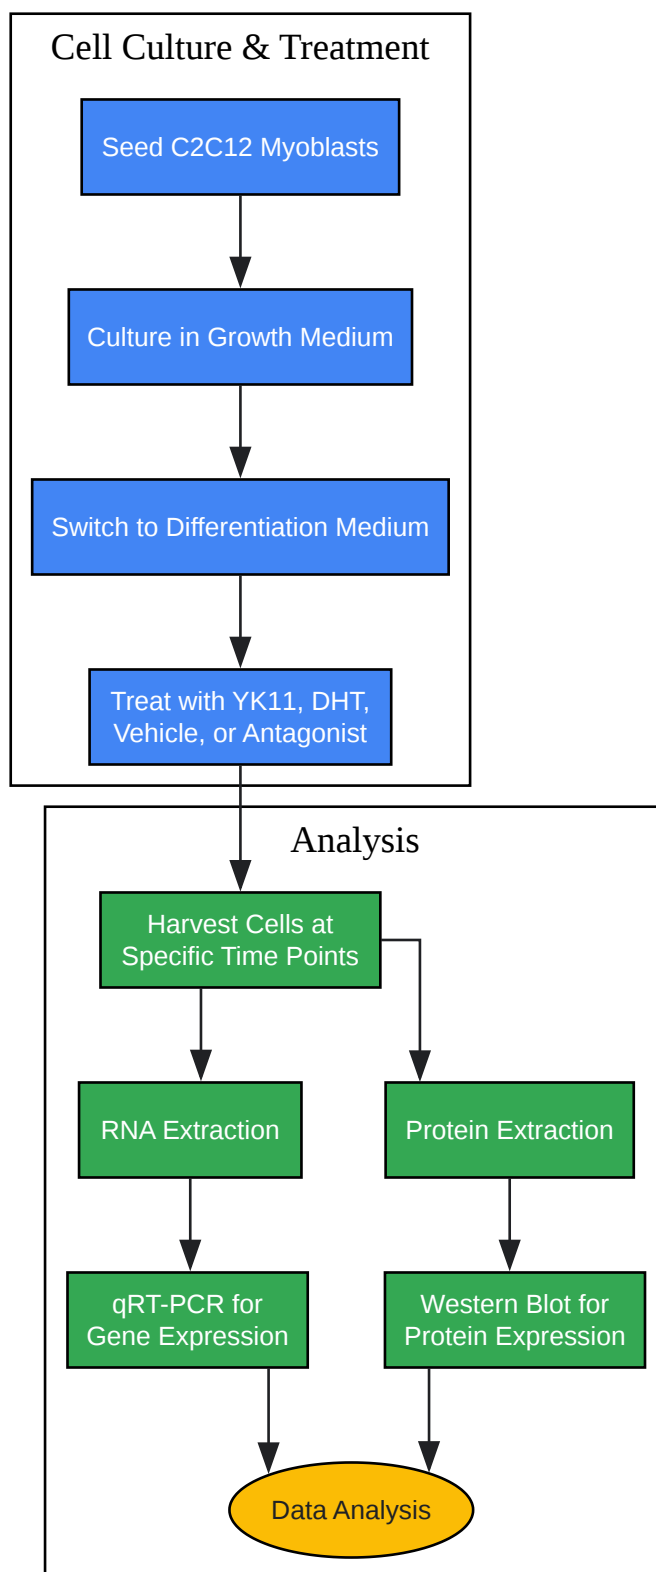 Cell Culture & Treatment
Seed C2C12 Myoblasts
Culture in Growth Medium
Switch to Differentiation Medium
Treat with YK11, DHT,
Vehicle, or Antagonist
Analysis
Harvest Cells at
Specific Time Points
RNA Extraction
Protein Extraction
qRT-PCR for
Gene Expression
Western Blot for
Protein Expression
Data Analysis